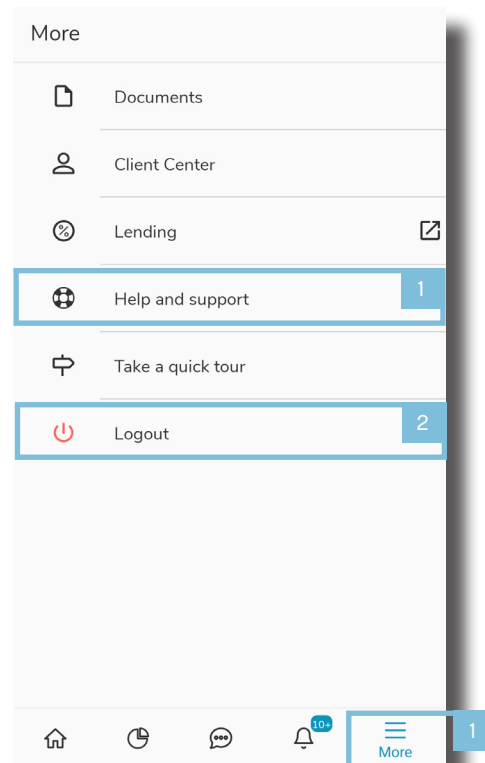 More
Documents
Client Center
Lending
Help and support 1
Take a quick tour
Logout 2
10+
More 1